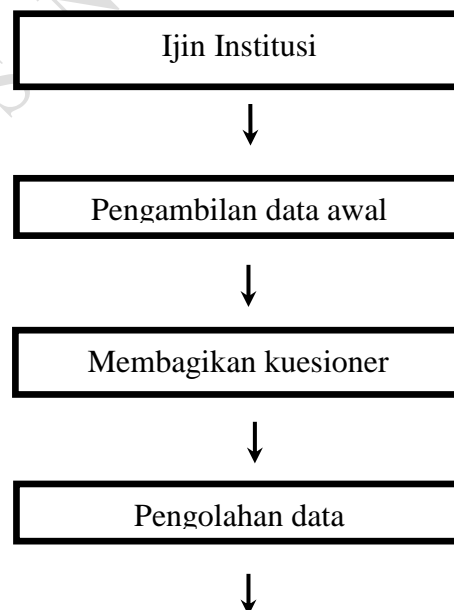 Ijin Institusi
Pengambilan data awal
Membagikan kuesioner
Pengolahan data